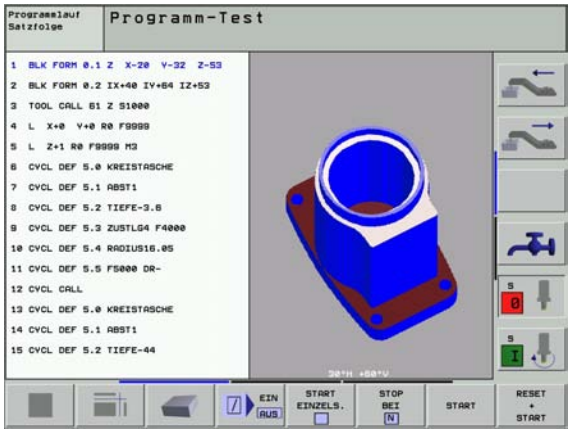 Programmlauf
Satzfolge
Programm-Test
1 BLK FORM 0.1 Z X-20 Y-32 Z-53
2 BLK FORM 0.2 IX+40 IY+64 IZ+53
3 TOOL CALL 61 Z S1000
4 L X+0 Y+0 R0 F9999
5 L Z+1 R0 F9999 M3
6 CYCL DEF 5.0 KREISTASCHE
7 CYCL DEF 5.1 ABST1
8 CYCL DEF 5.2 TIEFE-3.6
9 CYCL DEF 5.3 ZUSTLG4 F4000
10 CYCL DEF 5.4 RADIUS16.05
11 CYCL DEF 5.5 F5000 DR-
12 CYCL CALL
13 CYCL DEF 5.0 KREISTASCHE
14 CYCL DEF 5.1 ABST1
15 CYCL DEF 5.2 TIEFE-44
30°H +60°V
S
0
S
I
EIN
AUS
START
EINZELS.
STOP
BEI
N
START
RESET
+
START